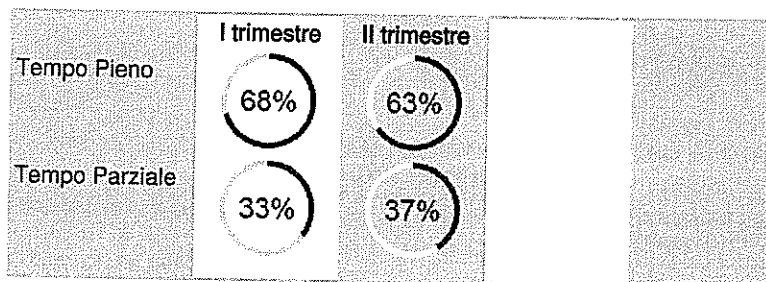 I trimestre II trimestre
Tempo Pieno 68% 63%
Tempo Parziale 33% 37%